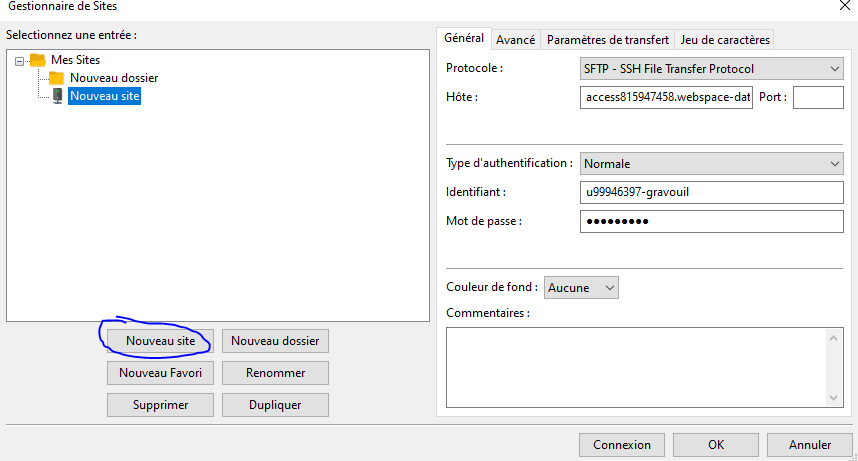 Gestionnaire de Sites
Selectionnez une entrée :
Mes Sites
Nouveau dossier
Nouveau site
Nouveau site
Nouveau dossier
Nouveau Favori
Renommer
Supprimer
Dupliquer
Général Avancé Paramètres de transfert Jeu de caractères
Protocole : SFTP - SSH File Transfer Protocol
Hôte : access815947458.webspace-dat Port :
Type d'authentification : Normale
Identifiant : u99946397-gravouil
Mot de passe : ●●●●●●●●●
Couleur de fond : Aucune
Commentaires :
Connexion OK Annuler